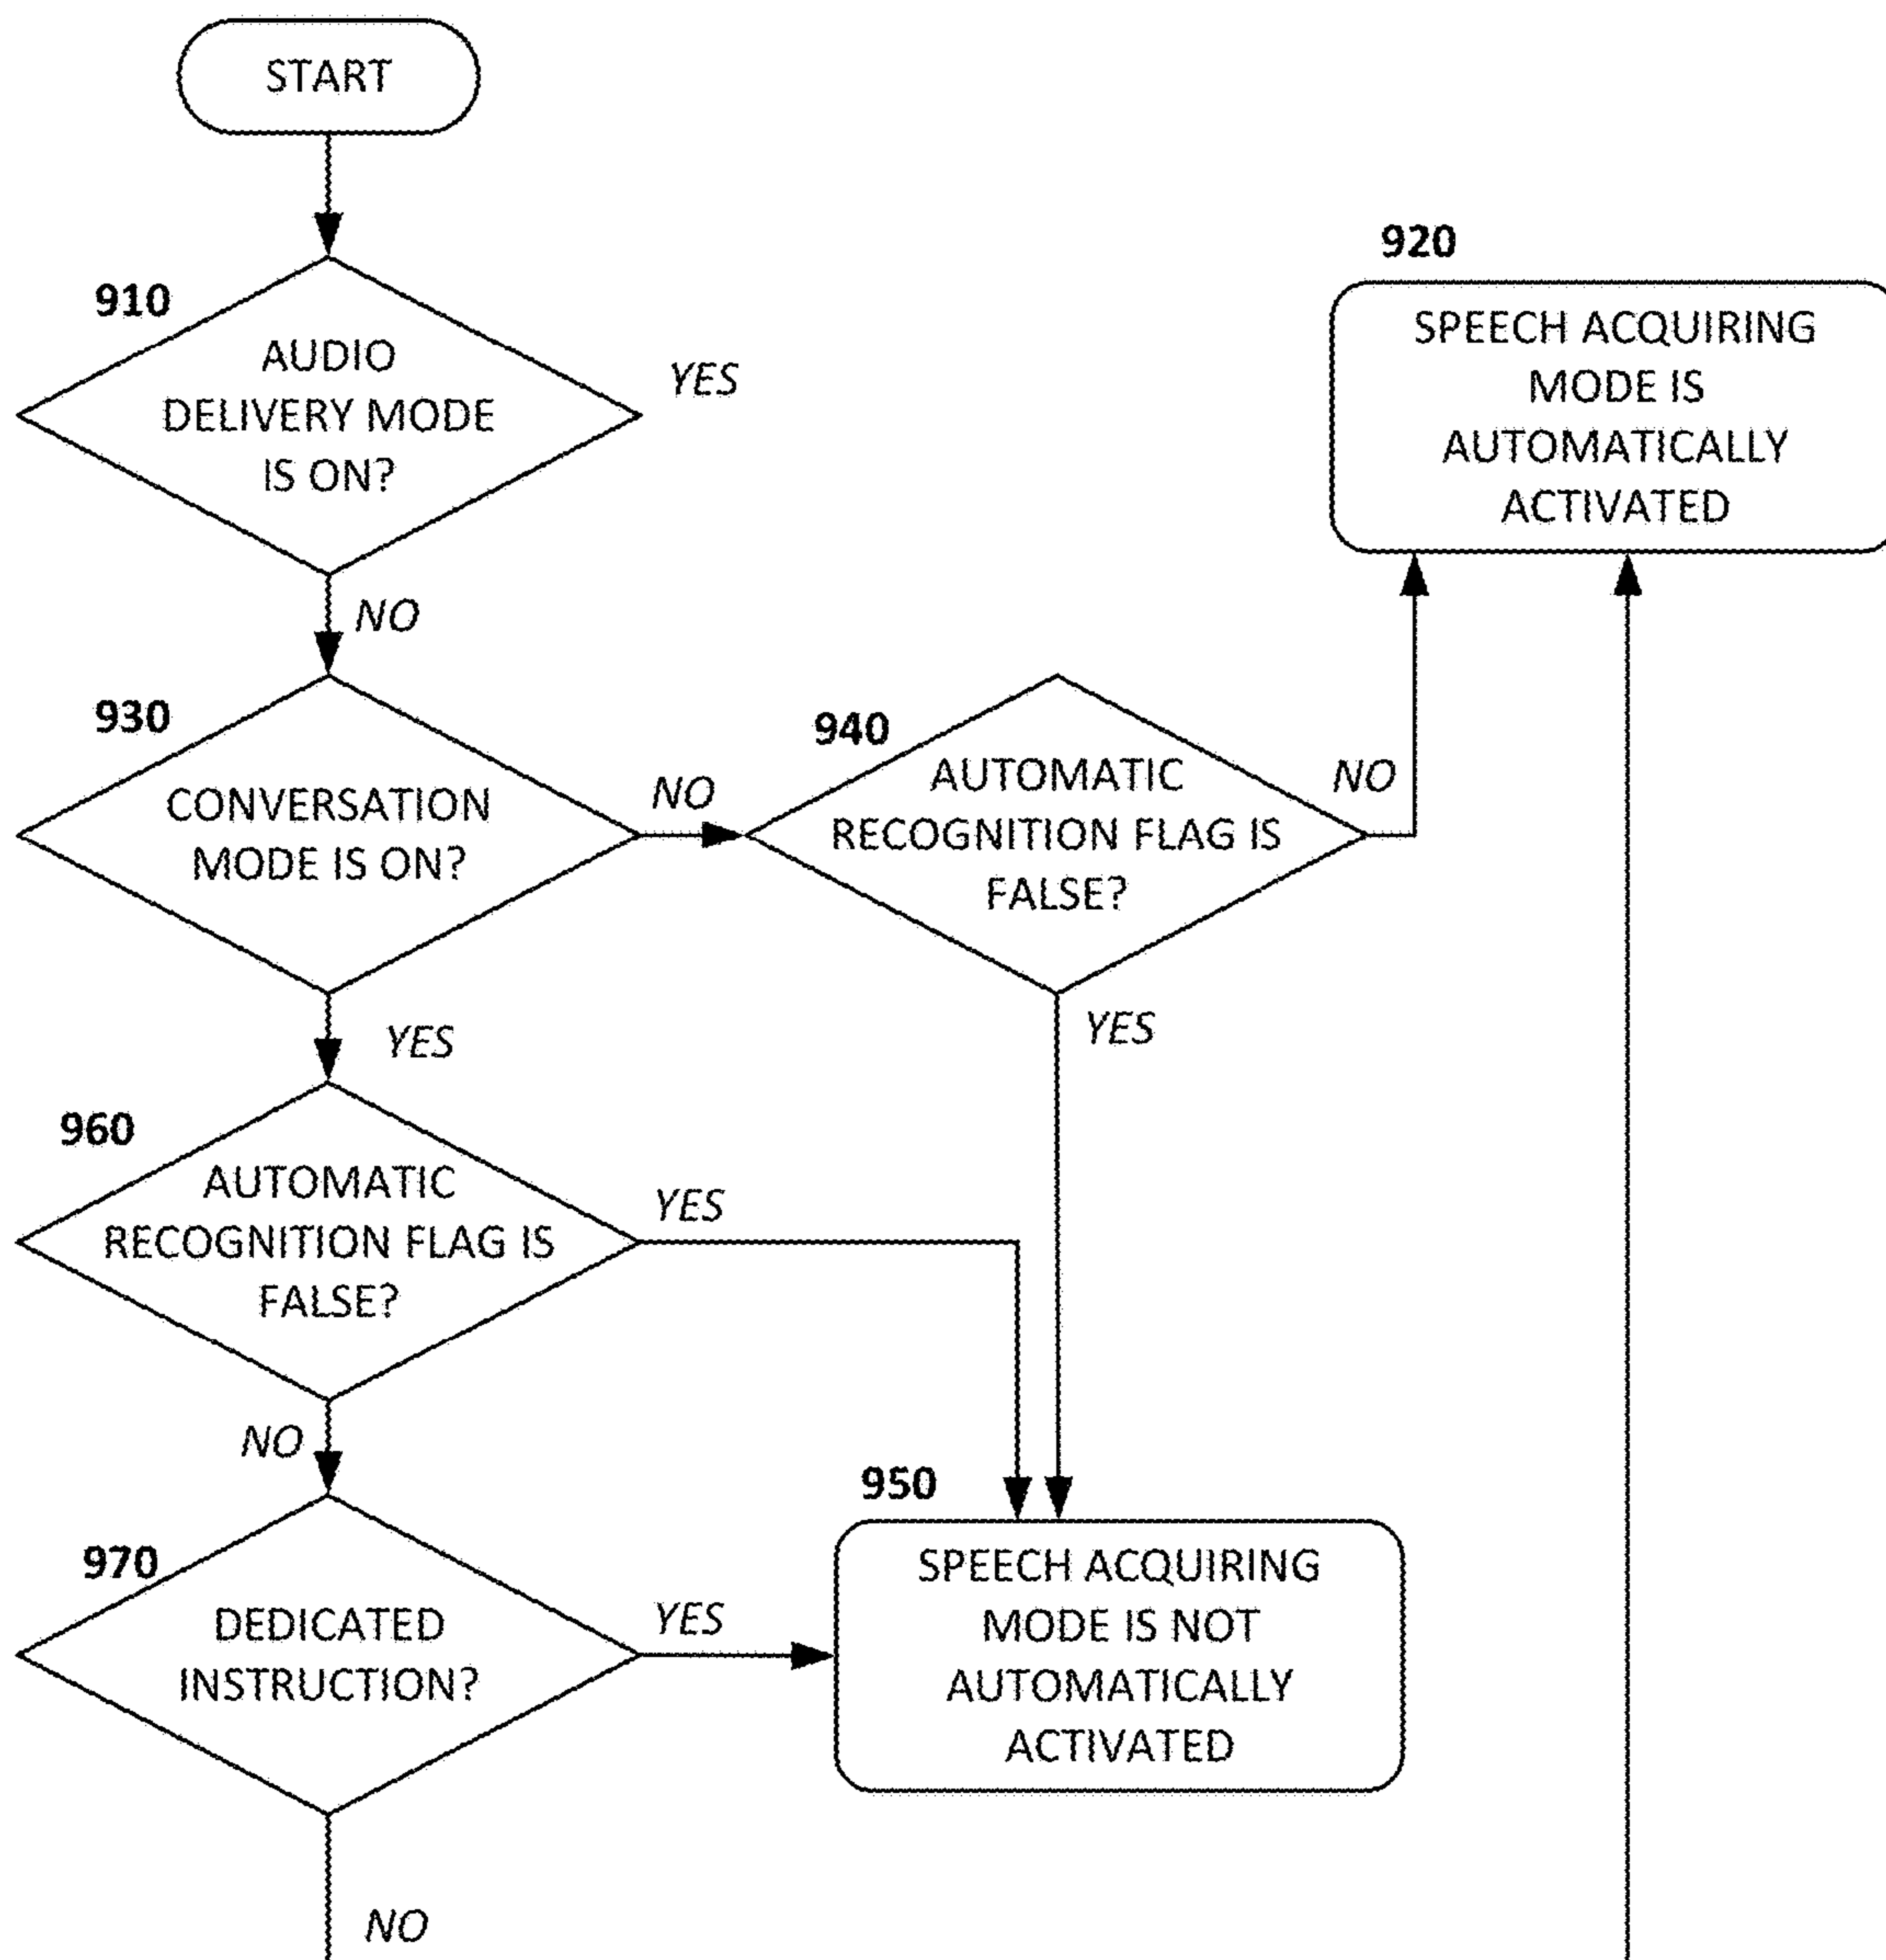 START
910
AUDIO
DELIVERY MODE
IS ON?
YES
920
SPEECH ACQUIRING
MODE IS
AUTOMATICALLY
ACTIVATED
NO
930
CONVERSATION
MODE IS ON?
NO
940
AUTOMATIC
RECOGNITION FLAG IS
FALSE?
NO
YES
YES
960
AUTOMATIC
RECOGNITION FLAG IS
FALSE?
YES
NO
970
DEDICATED
INSTRUCTION?
YES
950
SPEECH ACQUIRING
MODE IS NOT
AUTOMATICALLY
ACTIVATED
NO